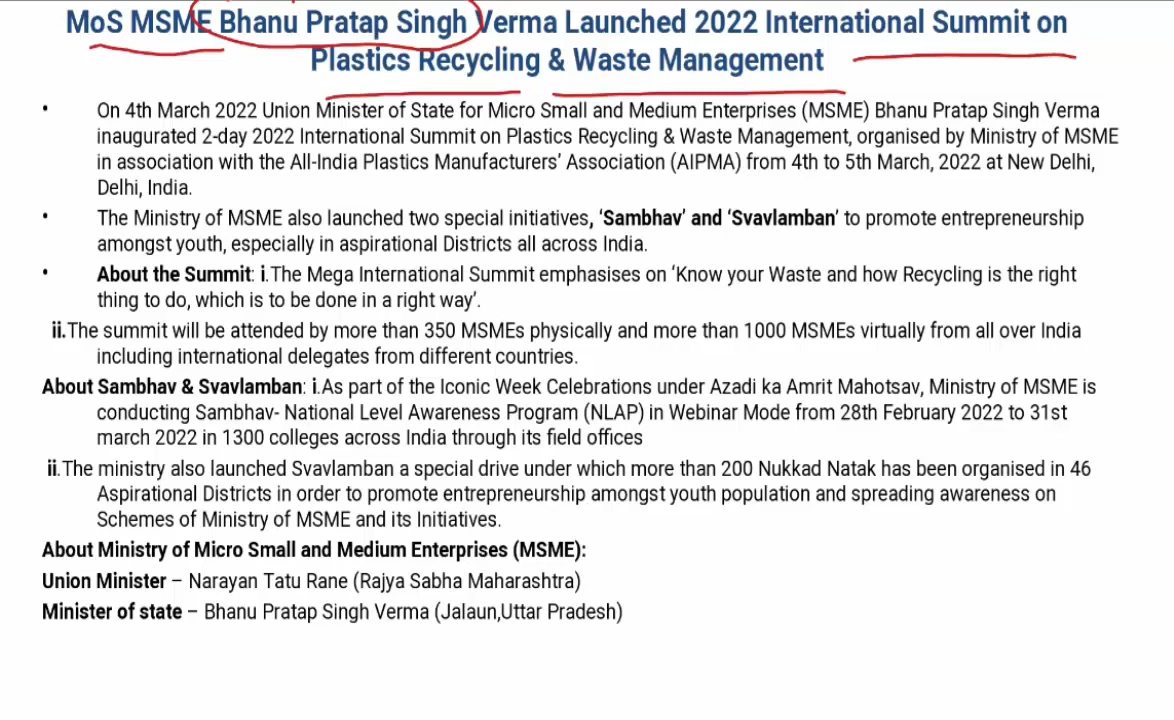 MoS MSME Bhanu Pratap Singh Verma Launched 2022 International Summit on
Plastics Recycling & Waste Management
• On 4th March 2022 Union Minister of State for Micro Small and Medium Enterprises (MSME) Bhanu Pratap Singh Verma
inaugurated 2-day 2022 International Summit on Plastics Recycling & Waste Management, organised by Ministry of MSME
in association with the All-India Plastics Manufacturers' Association (AIPMA) from 4th to 5th March, 2022 at New Delhi,
Delhi, India.
• The Ministry of MSME also launched two special initiatives, 'Sambhav' and 'Svavlamban' to promote entrepreneurship
amongst youth, especially in aspirational Districts all across India.
• About the Summit: i.The Mega International Summit emphasises on 'Know your Waste and how Recycling is the right
thing to do, which is to be done in a right way'.
ii.The summit will be attended by more than 350 MSMEs physically and more than 1000 MSMEs virtually from all over India
including international delegates from different countries.
About Sambhav & Svavlamban: i.As part of the Iconic Week Celebrations under Azadi ka Amrit Mahotsav, Ministry of MSME is
conducting Sambhav- National Level Awareness Program (NLAP) in Webinar Mode from 28th February 2022 to 31st
march 2022 in 1300 colleges across India through its field offices
ii.The ministry also launched Svavlamban a special drive under which more than 200 Nukkad Natak has been organised in 46
Aspirational Districts in order to promote entrepreneurship amongst youth population and spreading awareness on
Schemes of Ministry of MSME and its Initiatives.
About Ministry of Micro Small and Medium Enterprises (MSME):
Union Minister – Narayan Tatu Rane (Rajya Sabha Maharashtra)
Minister of state – Bhanu Pratap Singh Verma (Jalaun,Uttar Pradesh)